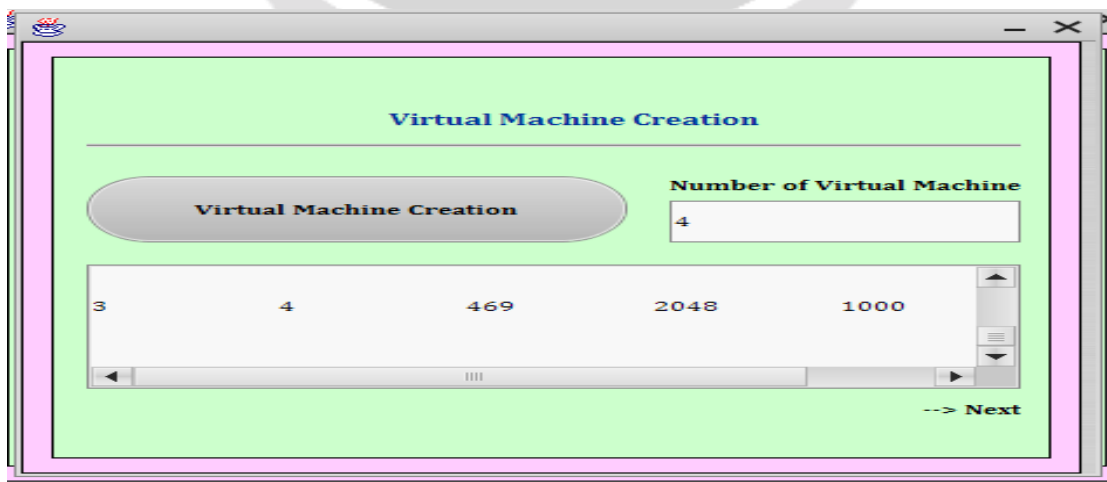 Virtual Machine Creation
Number of Virtual Machine
Virtual Machine Creation
4
3 4 469 2048 1000
--> Next